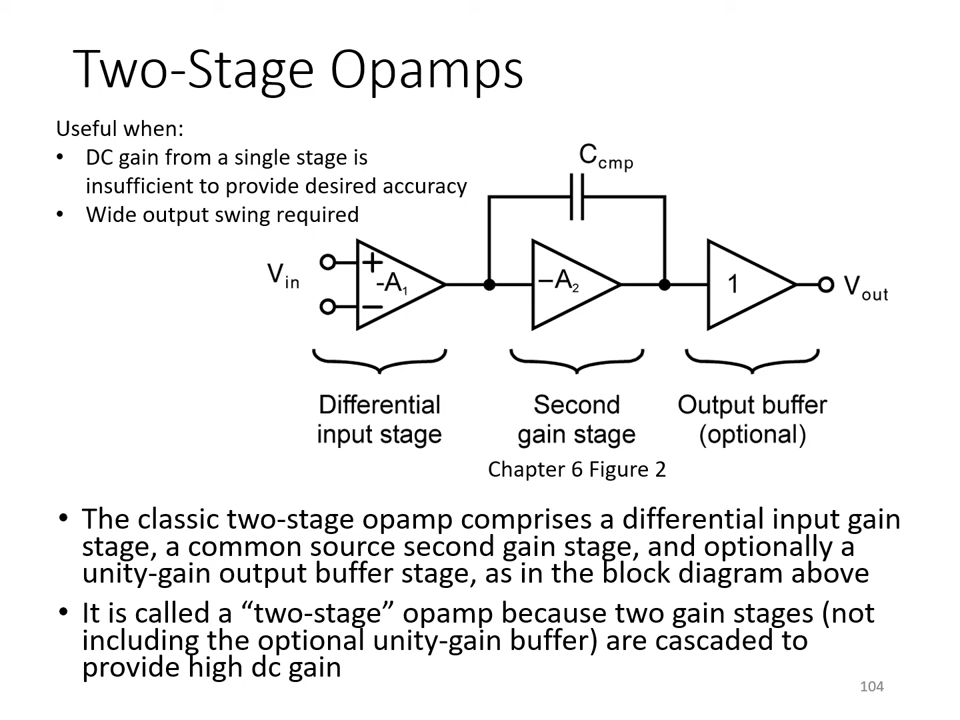 Two-Stage Opamps
Useful when:
• DC gain from a single stage is
insufficient to provide desired accuracy
• Wide output swing required
Ccmp
Vin
+
−
-A1
−A2
1
Vout
Differential
input stage
Second
gain stage
Output buffer
(optional)
Chapter 6 Figure 2
• The classic two-stage opamp comprises a differential input gain
stage, a common source second gain stage, and optionally a
unity-gain output buffer stage, as in the block diagram above
• It is called a “two-stage” opamp because two gain stages (not
including the optional unity-gain buffer) are cascaded to
provide high dc gain
104